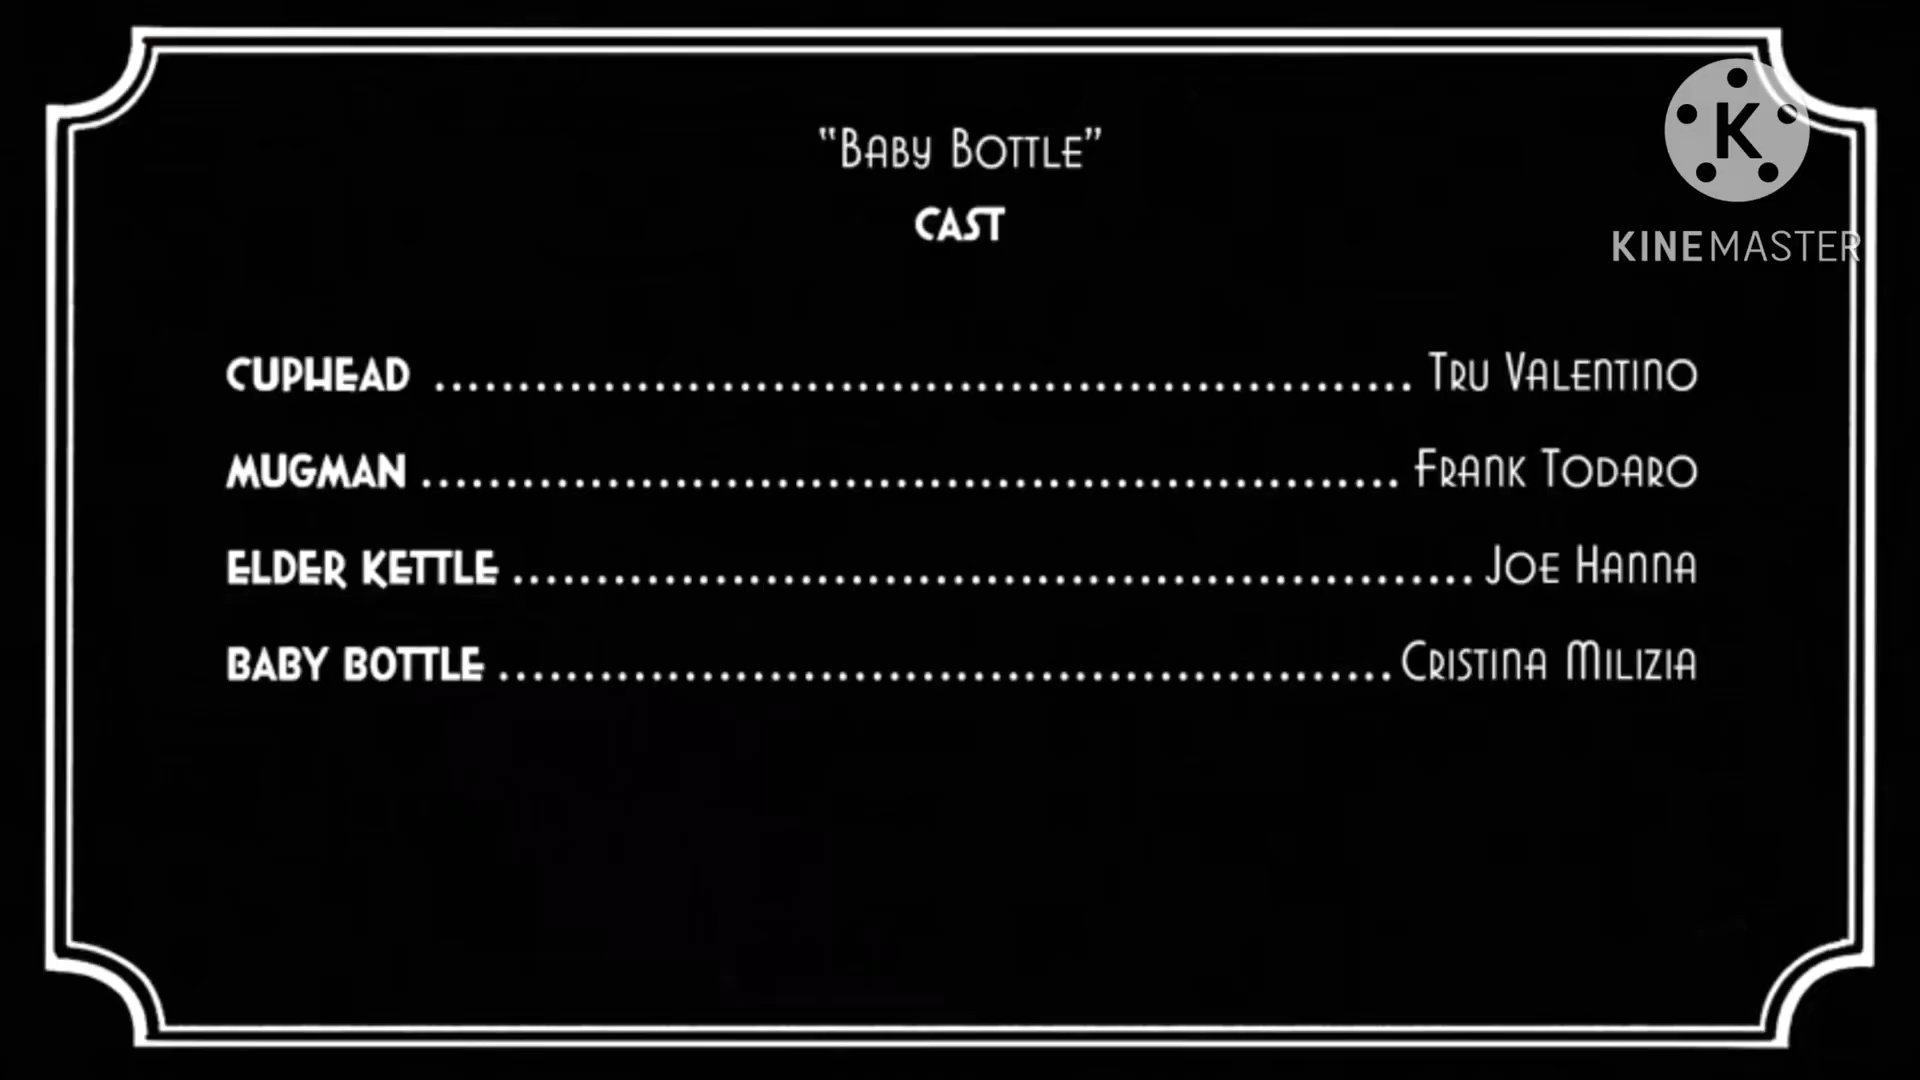 “Baby Bottle”
CAST
K
KINEMASTER
CUPHEAD ........................................................ Tru Valentino
MUGMAN ........................................................ Frank Todaro
ELDER KETTLE ........................................................ Joe Hanna
BABY BOTTLE ..................................................... Cristina Milizia